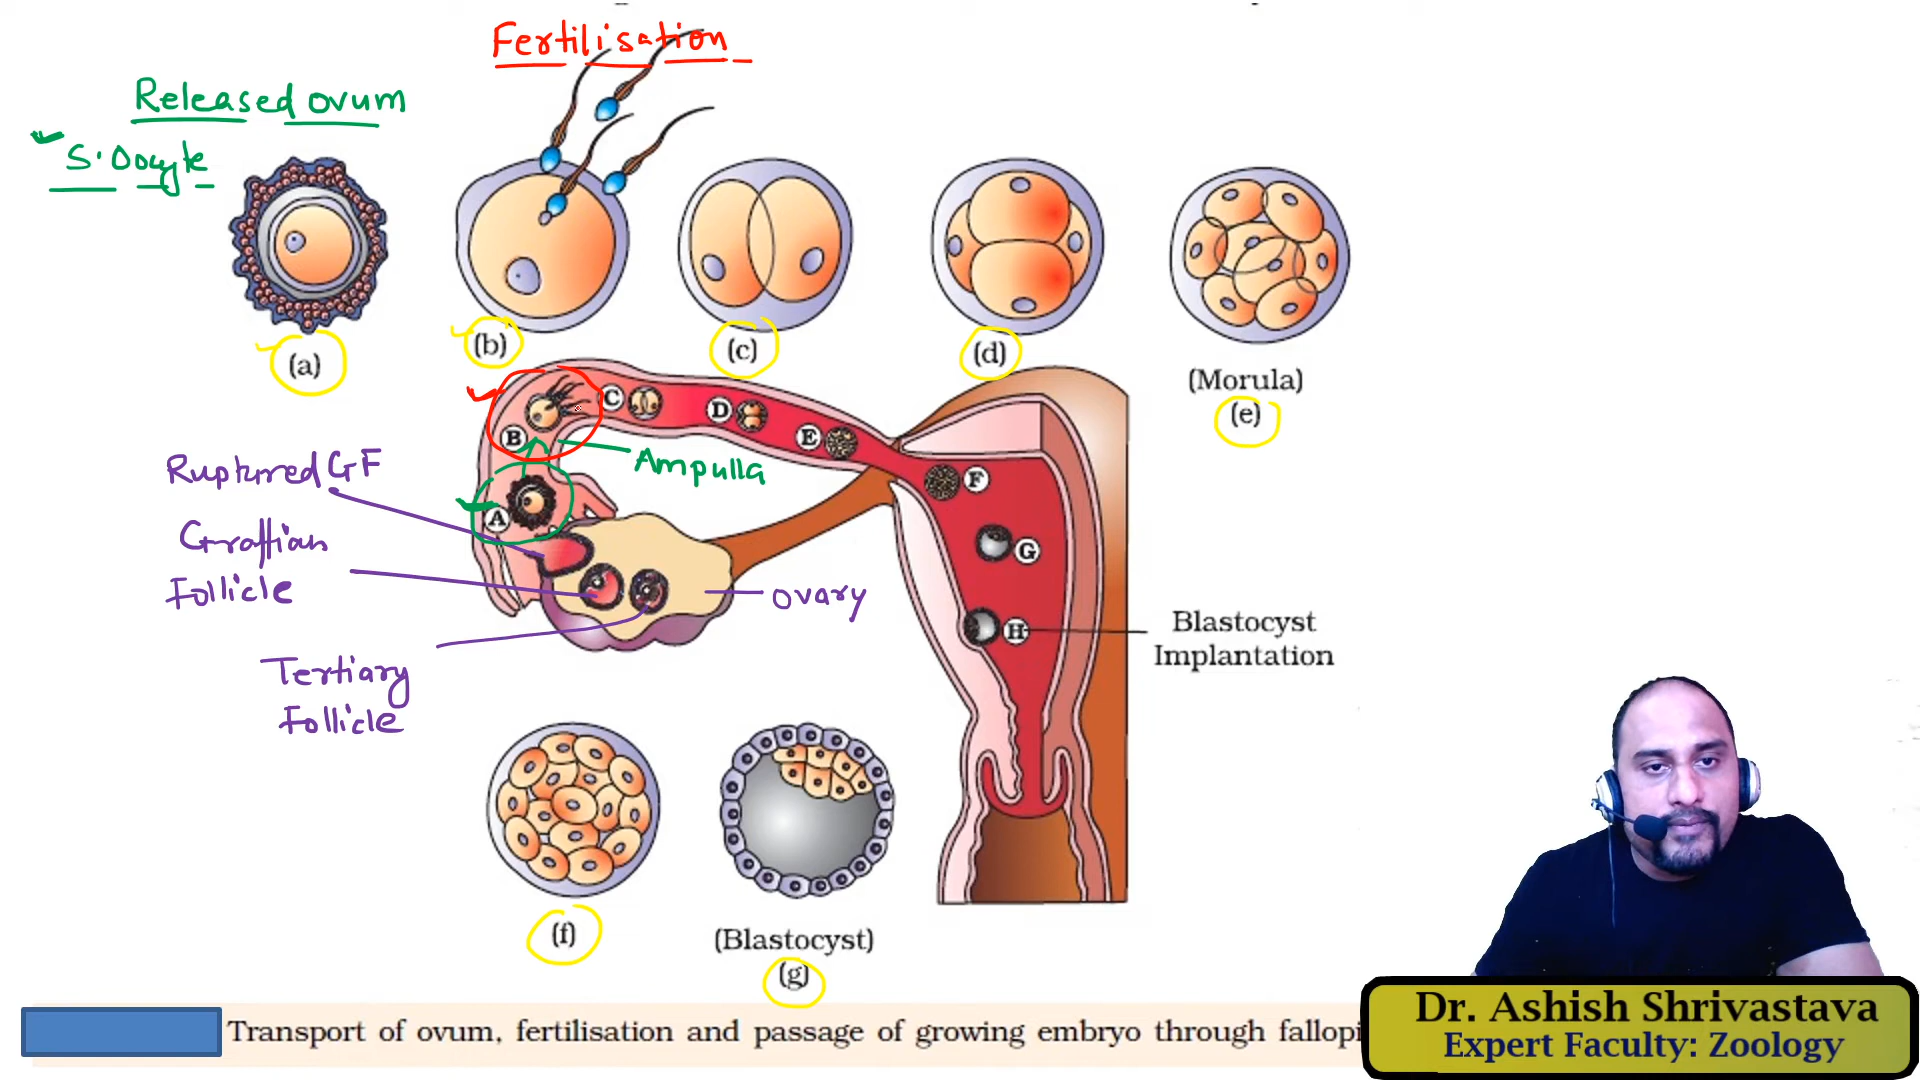 Fertilisation
Released ovum
S. Oocyte
(a)
(b)
(c)
(d)
(Morula)
(e)
A
B
C
D
E
F
G
H
Ampulla
Ruptured GF
Graffian
Follicle
Tertiary
Follicle
Ovary
Blastocyst
Implantation
(f)
(Blastocyst)
(g)
Transport of ovum, fertilisation and passage of growing embryo through fallopi
Dr. Ashish Shrivastava
Expert Faculty: Zoology